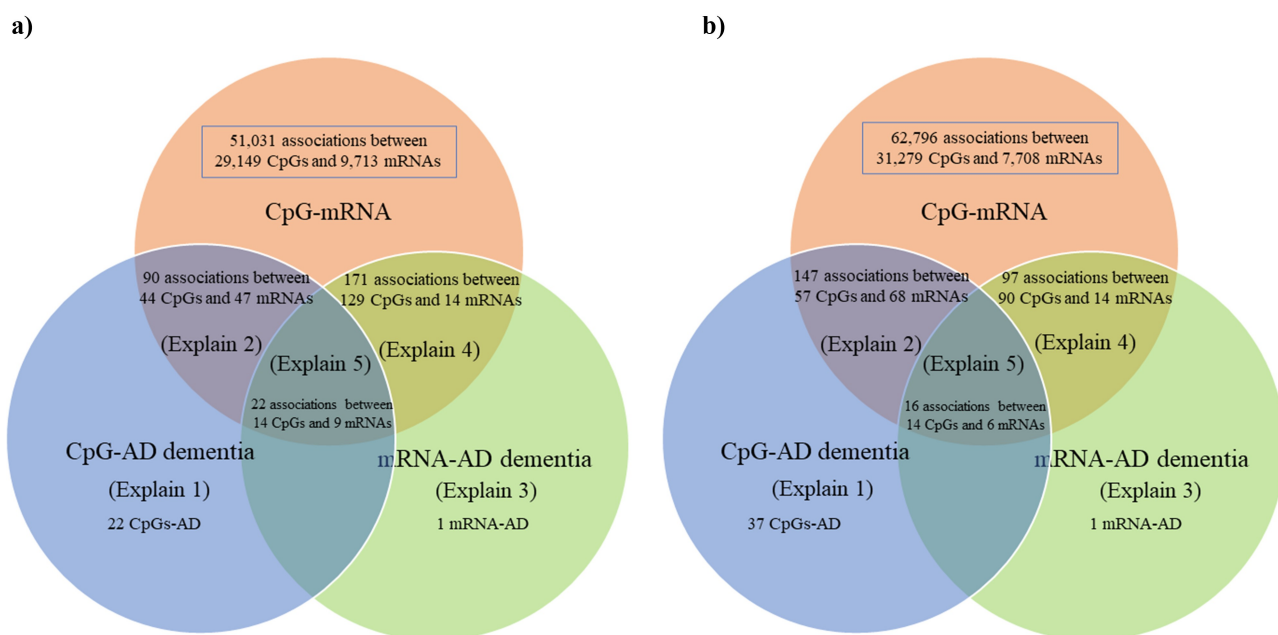 a)
51,031 associations between
29,149 CpGs and 9,713 mRNAs
CpG-mRNA
90 associations between
44 CpGs and 47 mRNAs
(Explain 2)
171 associations between
129 CpGs and 14 mRNAs
(Explain 4)
(Explain 5)
22 associations between
14 CpGs and 9 mRNAs
CpG-AD dementia
(Explain 1)
22 CpGs-AD
mRNA-AD dementia
(Explain 3)
1 mRNA-AD
b)
62,796 associations between
31,279 CpGs and 7,708 mRNAs
CpG-mRNA
147 associations between
57 CpGs and 68 mRNAs
(Explain 2)
97 associations between
90 CpGs and 14 mRNAs
(Explain 4)
(Explain 5)
16 associations between
14 CpGs and 6 mRNAs
CpG-AD dementia
(Explain 1)
37 CpGs-AD
mRNA-AD dementia
(Explain 3)
1 mRNA-AD